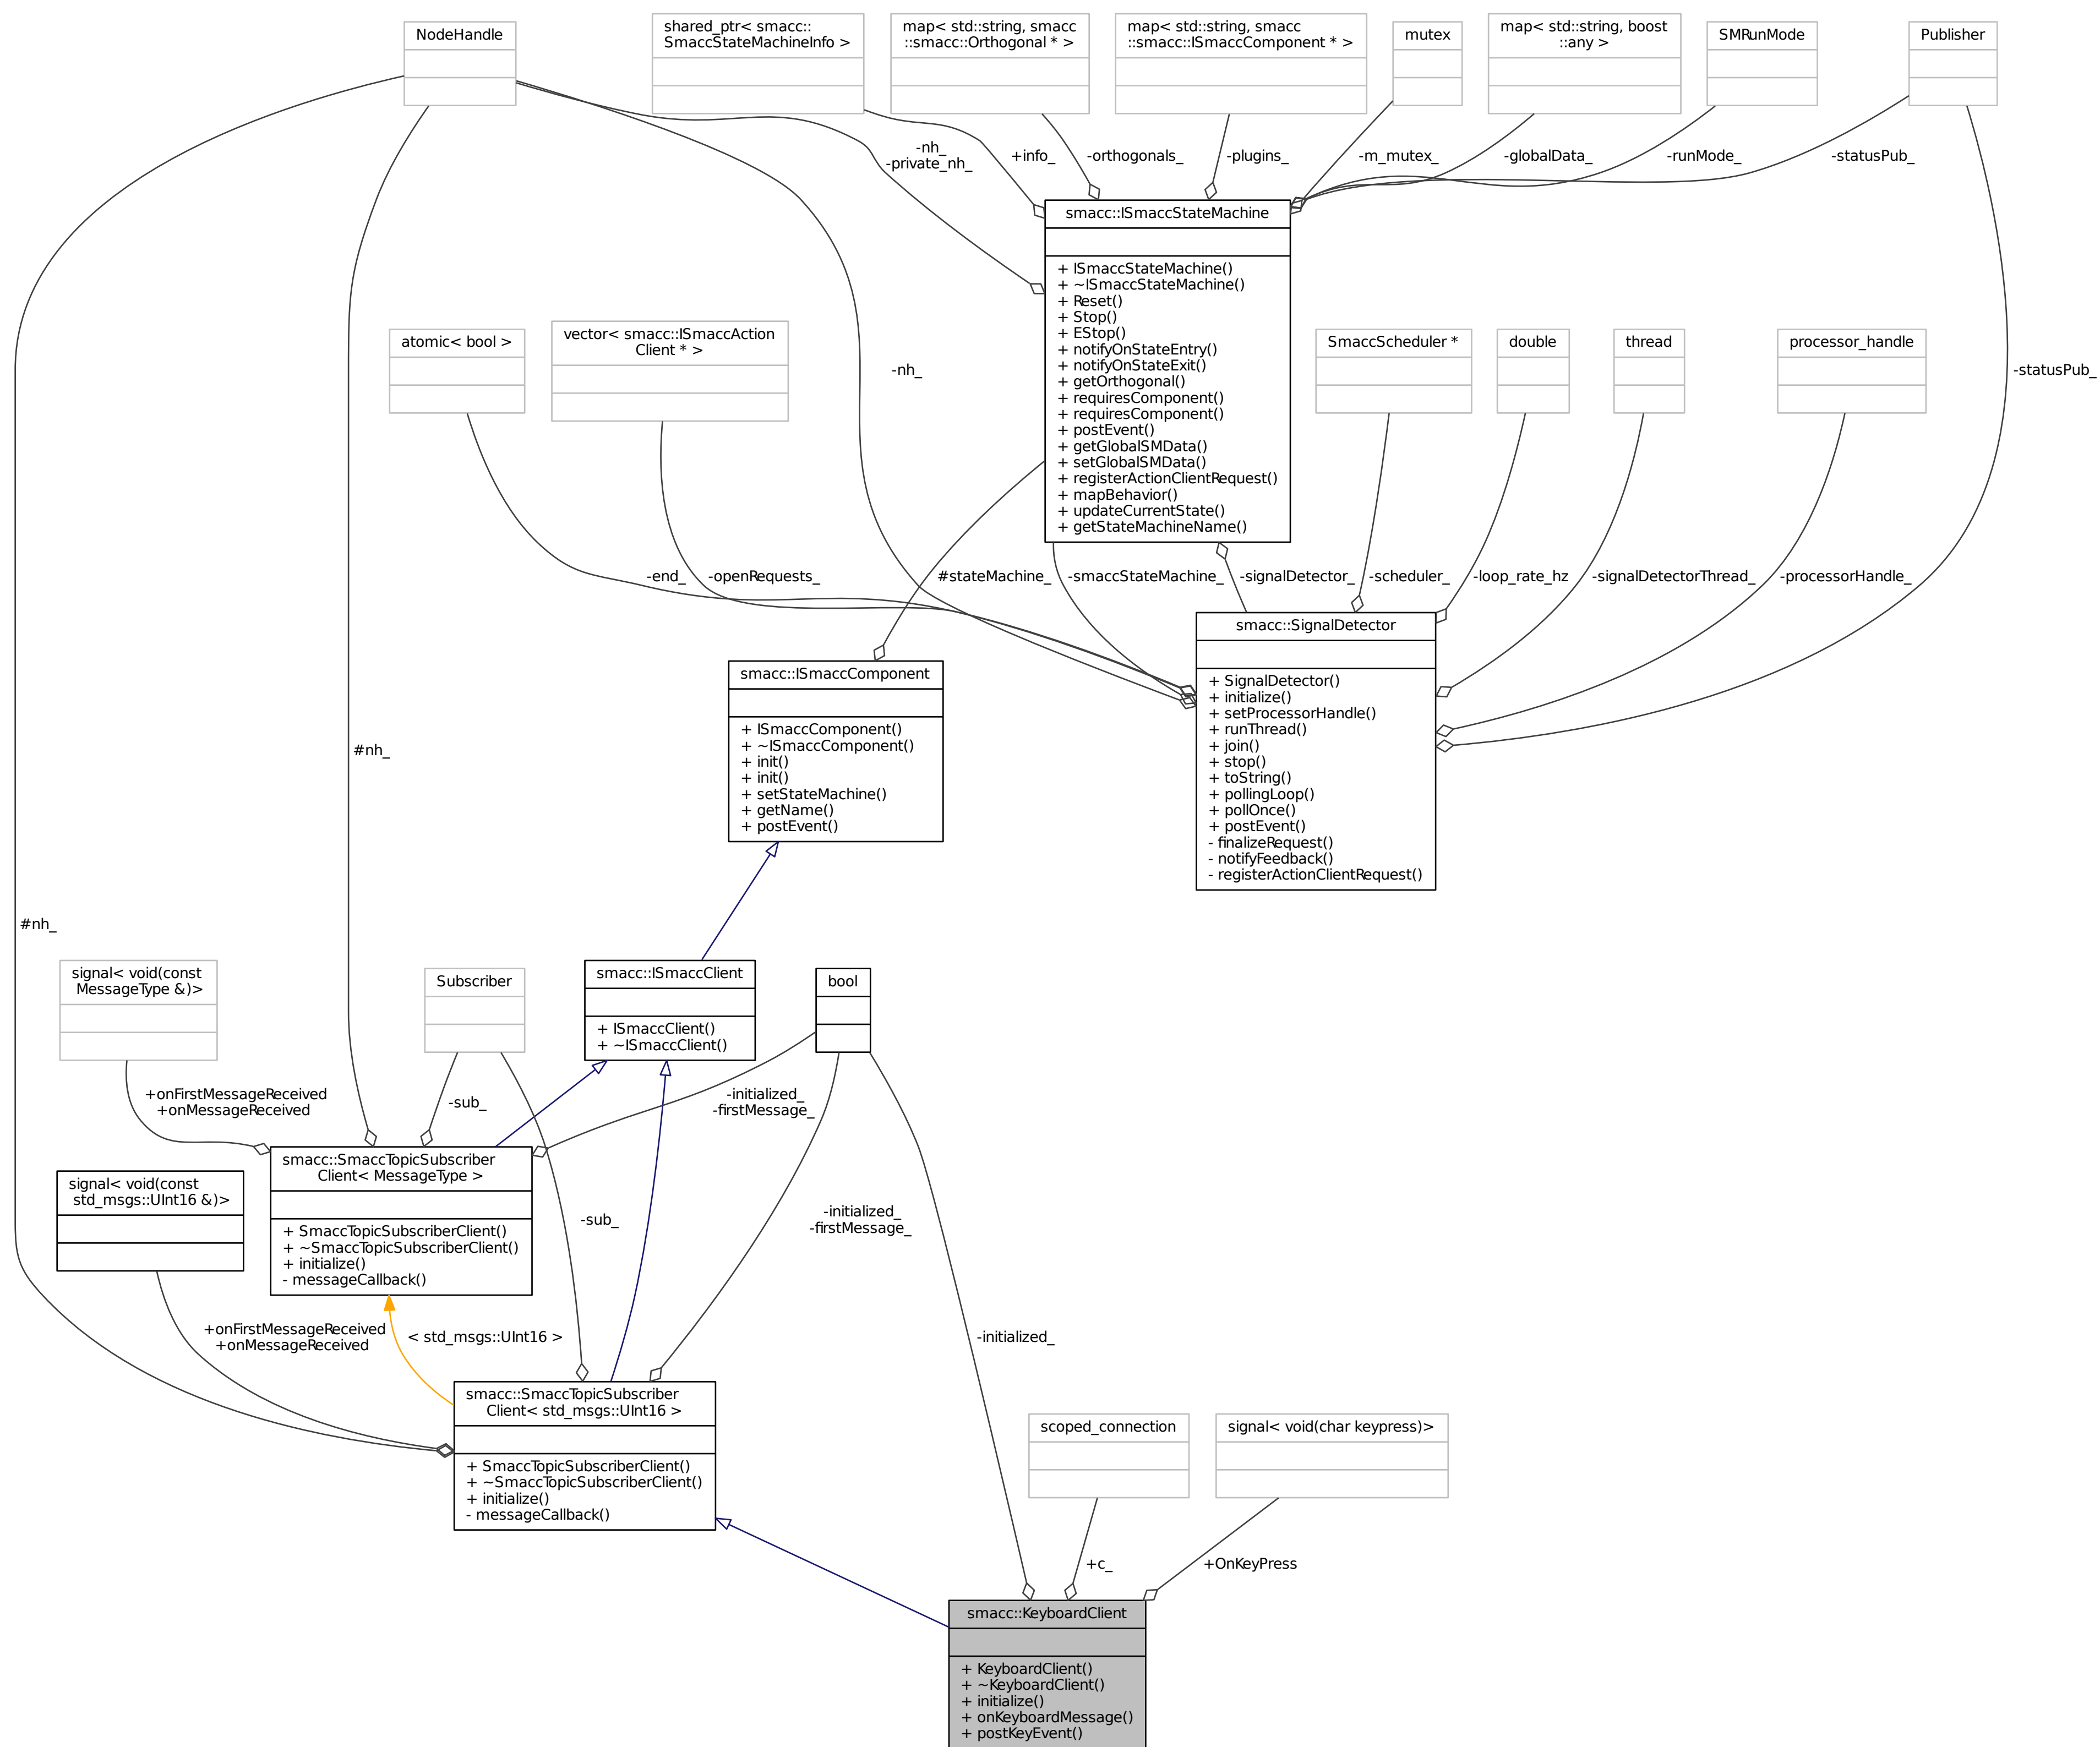 NodeHandle
shared_ptr< smacc::
SmaccStateMachineInfo >
map< std::string, smacc
::smacc::Orthogonal * >
map< std::string, smacc
::smacc::ISmaccComponent * >
mutex
map< std::string, boost
::any >
SMRunMode
Publisher
-nh_
-private_nh_
+info_
-orthogonals_
-plugins_
-m_mutex_
-globalData_
-runMode_
-statusPub_
smacc::ISmaccStateMachine
+ ISmaccStateMachine()
+ ~ISmaccStateMachine()
+ Reset()
+ Stop()
+ EStop()
+ notifyOnStateEntry()
+ notifyOnStateExit()
+ getOrthogonal()
+ requiresComponent()
+ requiresComponent()
+ postEvent()
+ getGlobalSMData()
+ setGlobalSMData()
+ registerActionClientRequest()
+ mapBehavior()
+ updateCurrentState()
+ getStateMachineName()
atomic< bool >
vector< smacc::ISmaccAction
Client * >
-nh_
SmaccScheduler *
double
thread
processor_handle
-statusPub_
-end_
-openRequests_
#stateMachine_
-smaccStateMachine_
-signalDetector_
-scheduler_
-loop_rate_hz
-signalDetectorThread_
-processorHandle_
smacc::SignalDetector
+ SignalDetector()
+ initialize()
+ setProcessorHandle()
+ runThread()
+ join()
+ stop()
+ toString()
+ pollingLoop()
+ pollOnce()
+ postEvent()
- finalizeRequest()
- notifyFeedback()
- registerActionClientRequest()
smacc::ISmaccComponent
+ ISmaccComponent()
+ ~ISmaccComponent()
+ init()
+ init()
+ setStateMachine()
+ getName()
+ postEvent()
#nh_
#nh_
signal< void(const
MessageType &)>
Subscriber
smacc::ISmaccClient
+ ISmaccClient()
+ ~ISmaccClient()
bool
+onFirstMessageReceived
+onMessageReceived
-sub_
-initialized_
-firstMessage_
smacc::SmaccTopicSubscriber
Client< MessageType >
+ SmaccTopicSubscriberClient()
+ ~SmaccTopicSubscriberClient()
+ initialize()
- messageCallback()
signal< void(const
std_msgs::UInt16 &)>
-sub_
-initialized_
-firstMessage_
+onFirstMessageReceived
+onMessageReceived
< std_msgs::UInt16 >
-initialized_
smacc::SmaccTopicSubscriber
Client< std_msgs::UInt16 >
+ SmaccTopicSubscriberClient()
+ ~SmaccTopicSubscriberClient()
+ initialize()
- messageCallback()
scoped_connection
signal< void(char keypress)>
+c_
+OnKeyPress
smacc::KeyboardClient
+ KeyboardClient()
+ ~KeyboardClient()
+ initialize()
+ onKeyboardMessage()
+ postKeyEvent()